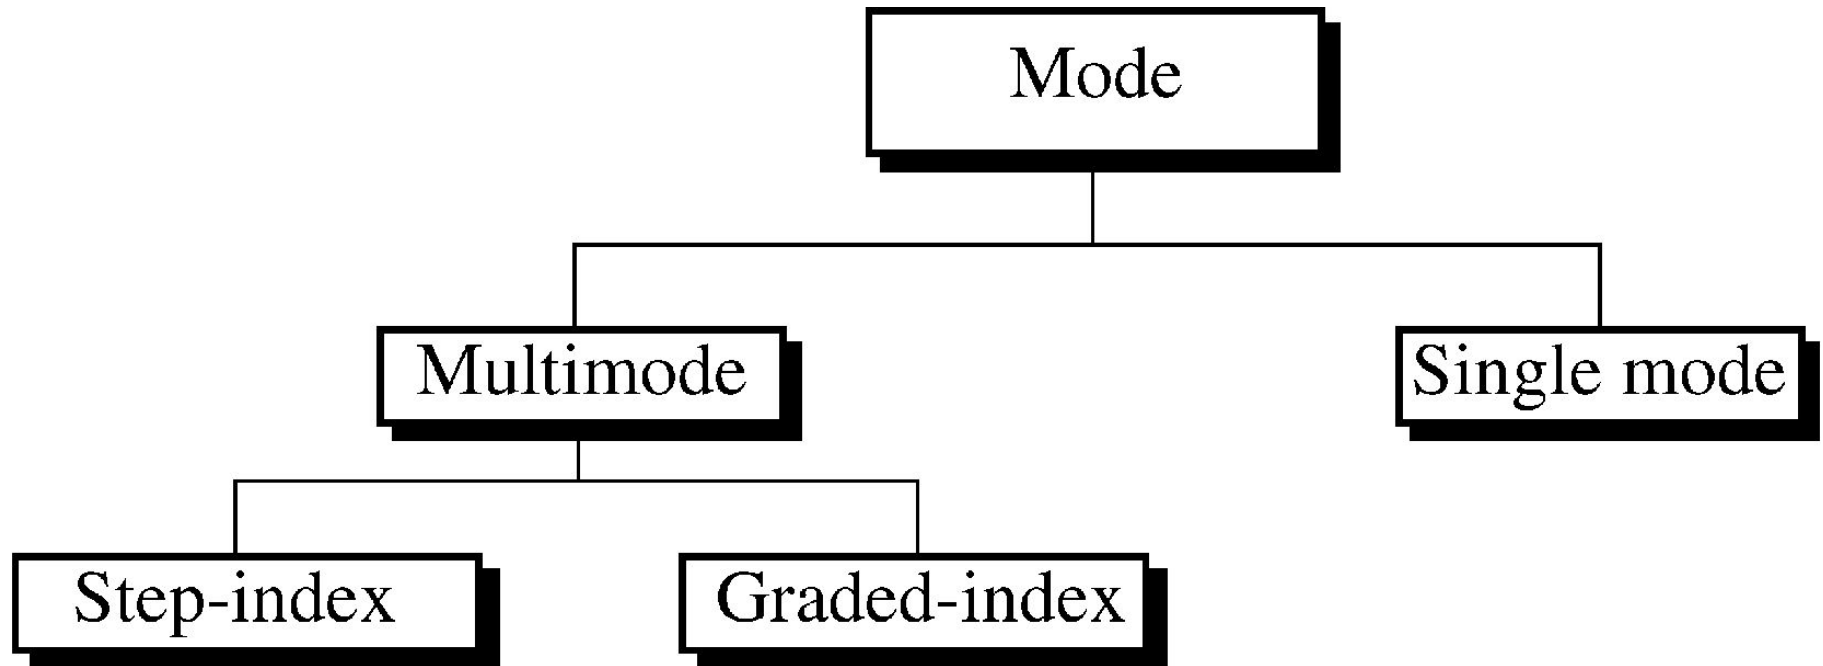 Mode
Multimode
Single mode
Step-index
Graded-index